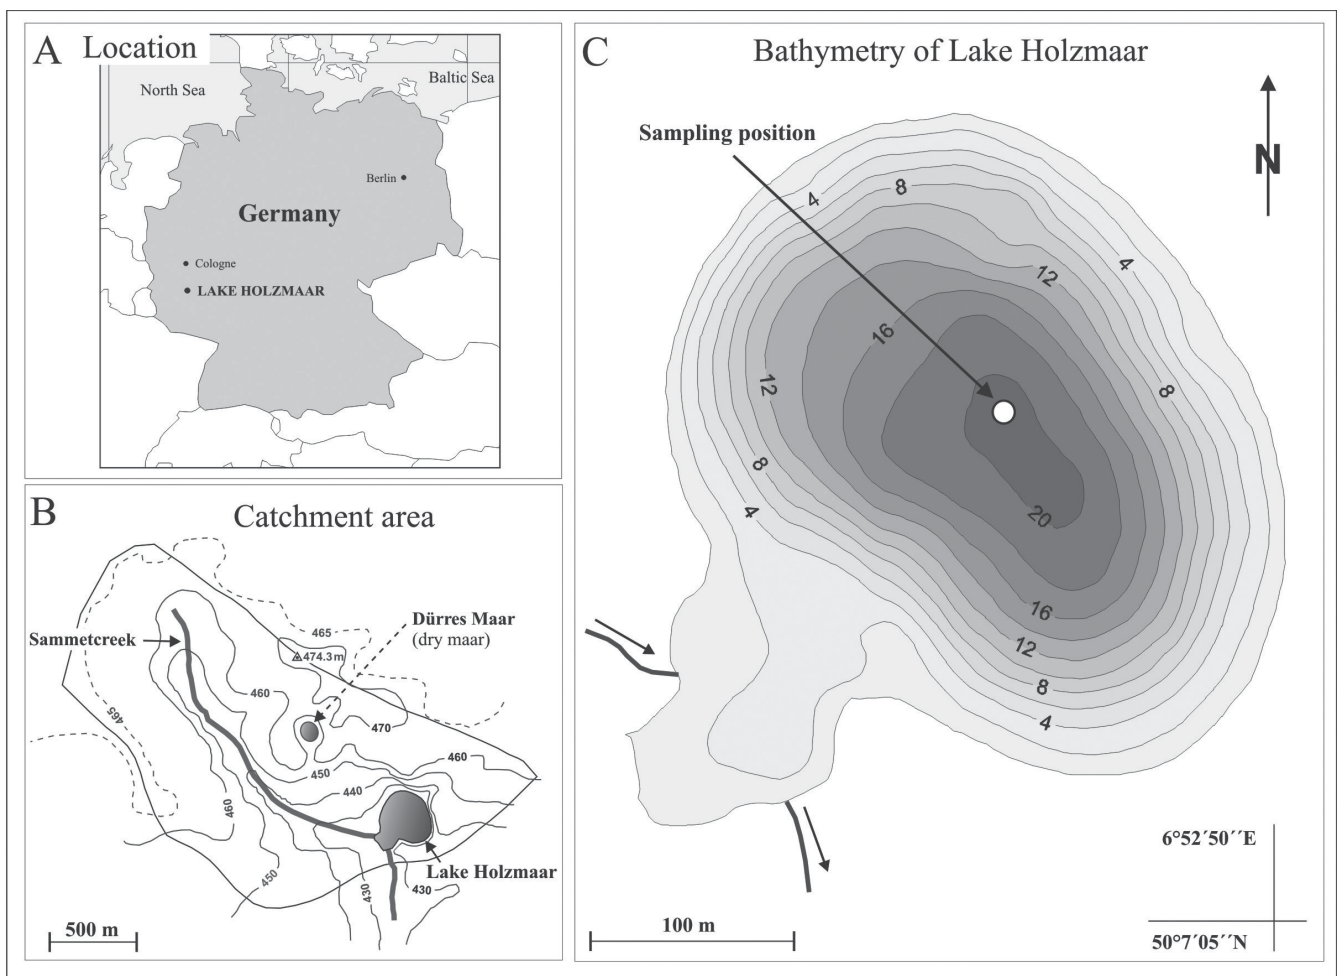 A Location
North Sea
Baltic Sea
Berlin
Germany
Cologne
LAKE HOLZMAAR
B Catchment area
Sammetcreek
Dürres Maar
(dry maar)
465
474.3 m
460
470
465
460
450
440
460
450
430
430
Lake Holzmaar
500 m
C Bathymetry of Lake Holzmaar
Sampling position
N
4
8
4
12
16
12
8
8
4
20
16
12
8
4
6°52´50´´E
100 m
50°7´05´´N